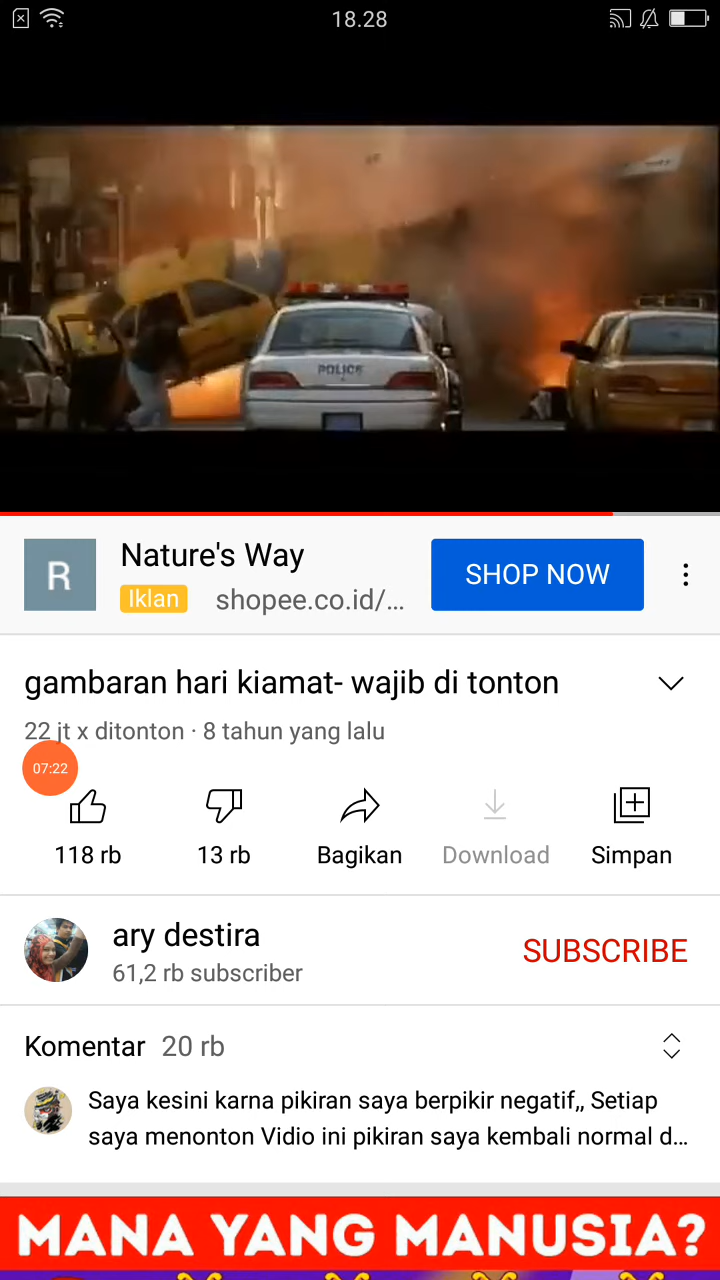 18.28
POLICE
R
Nature's Way
SHOP NOW
Iklan shopee.co.id/...
gambaran hari kiamat- wajib di tonton
22 jt x ditonton · 8 tahun yang lalu
07:22
118 rb
13 rb
Bagikan
Download
Simpan
ary destira
SUBSCRIBE
61,2 rb subscriber
Komentar 20 rb
Saya kesini karna pikiran saya berpikir negatif,, Setiap
saya menonton Vidio ini pikiran saya kembali normal d...
MANA YANG MANUSIA?